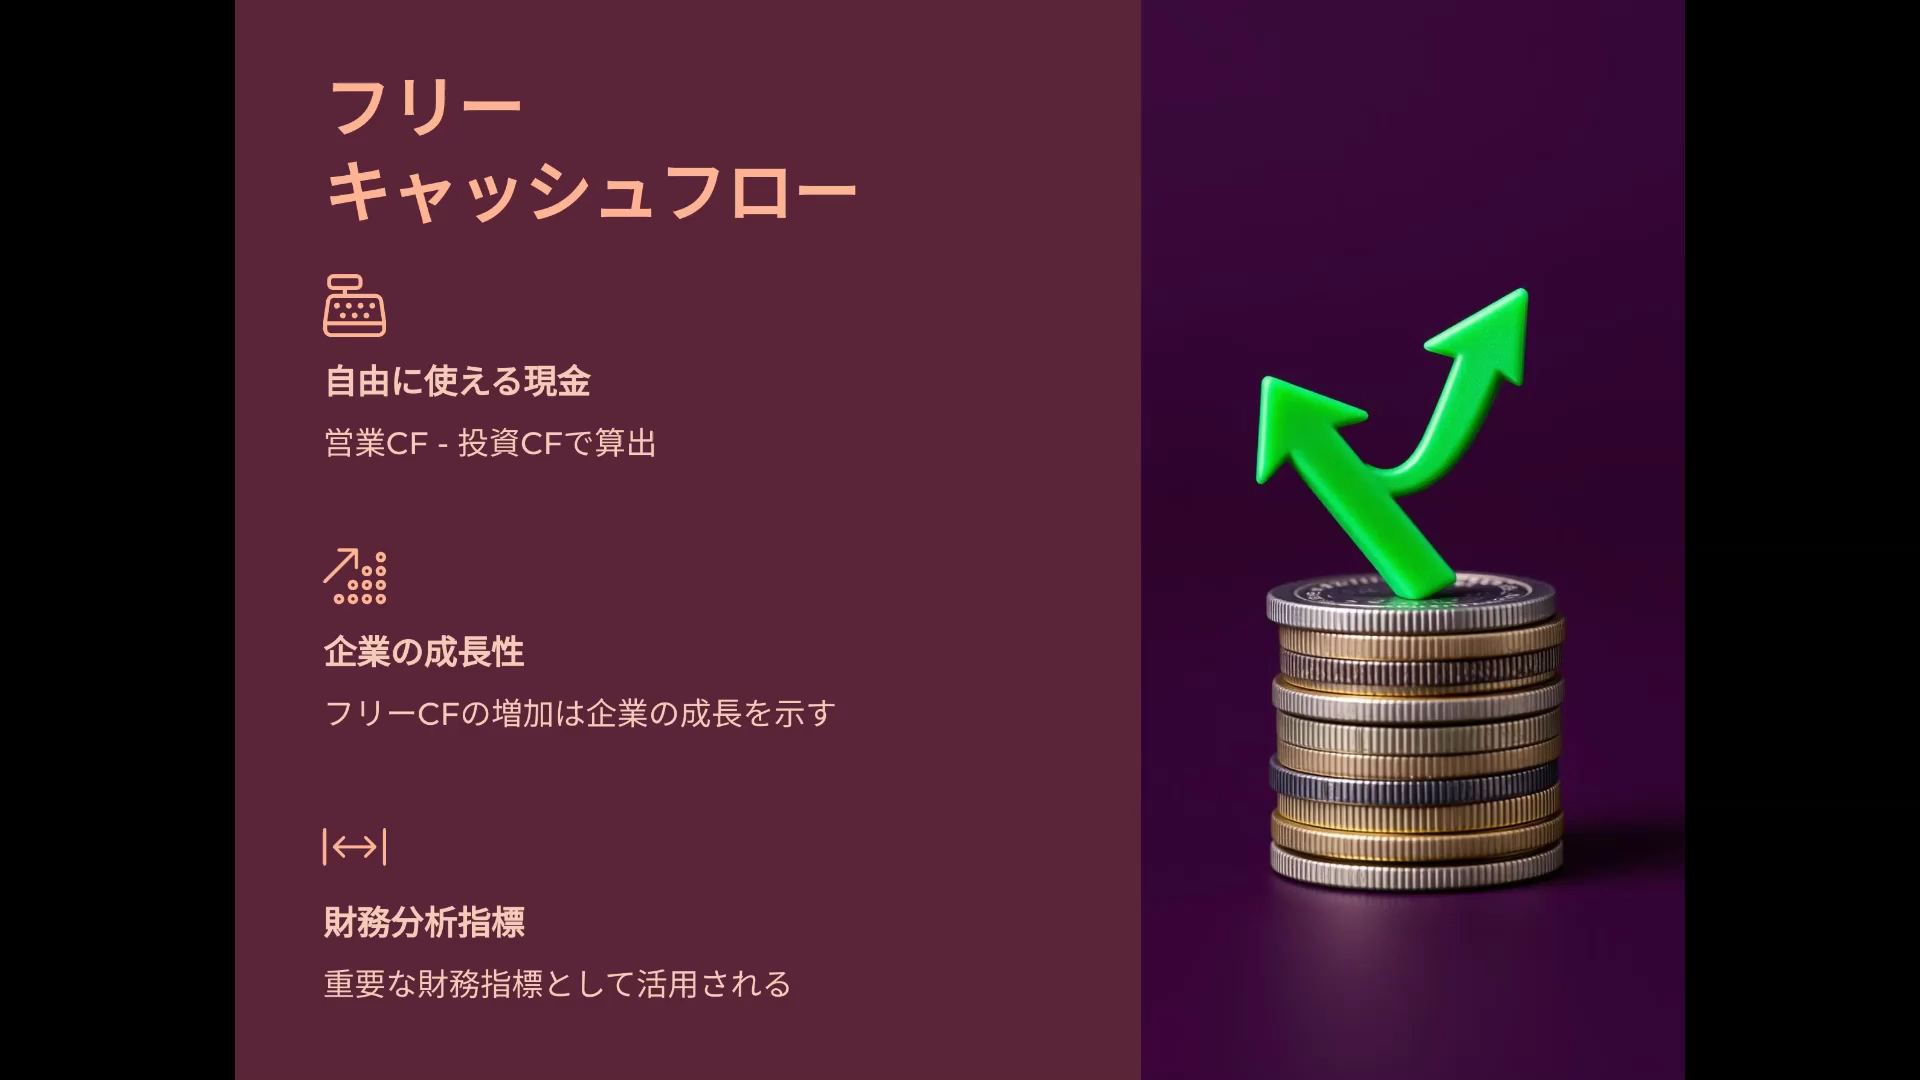 フリー
キャッシュフロー
自由に使える現金
営業CF - 投資CFで算出
企業の成長性
フリーCFの増加は企業の成長を示す
財務分析指標
重要な財務指標として活用される